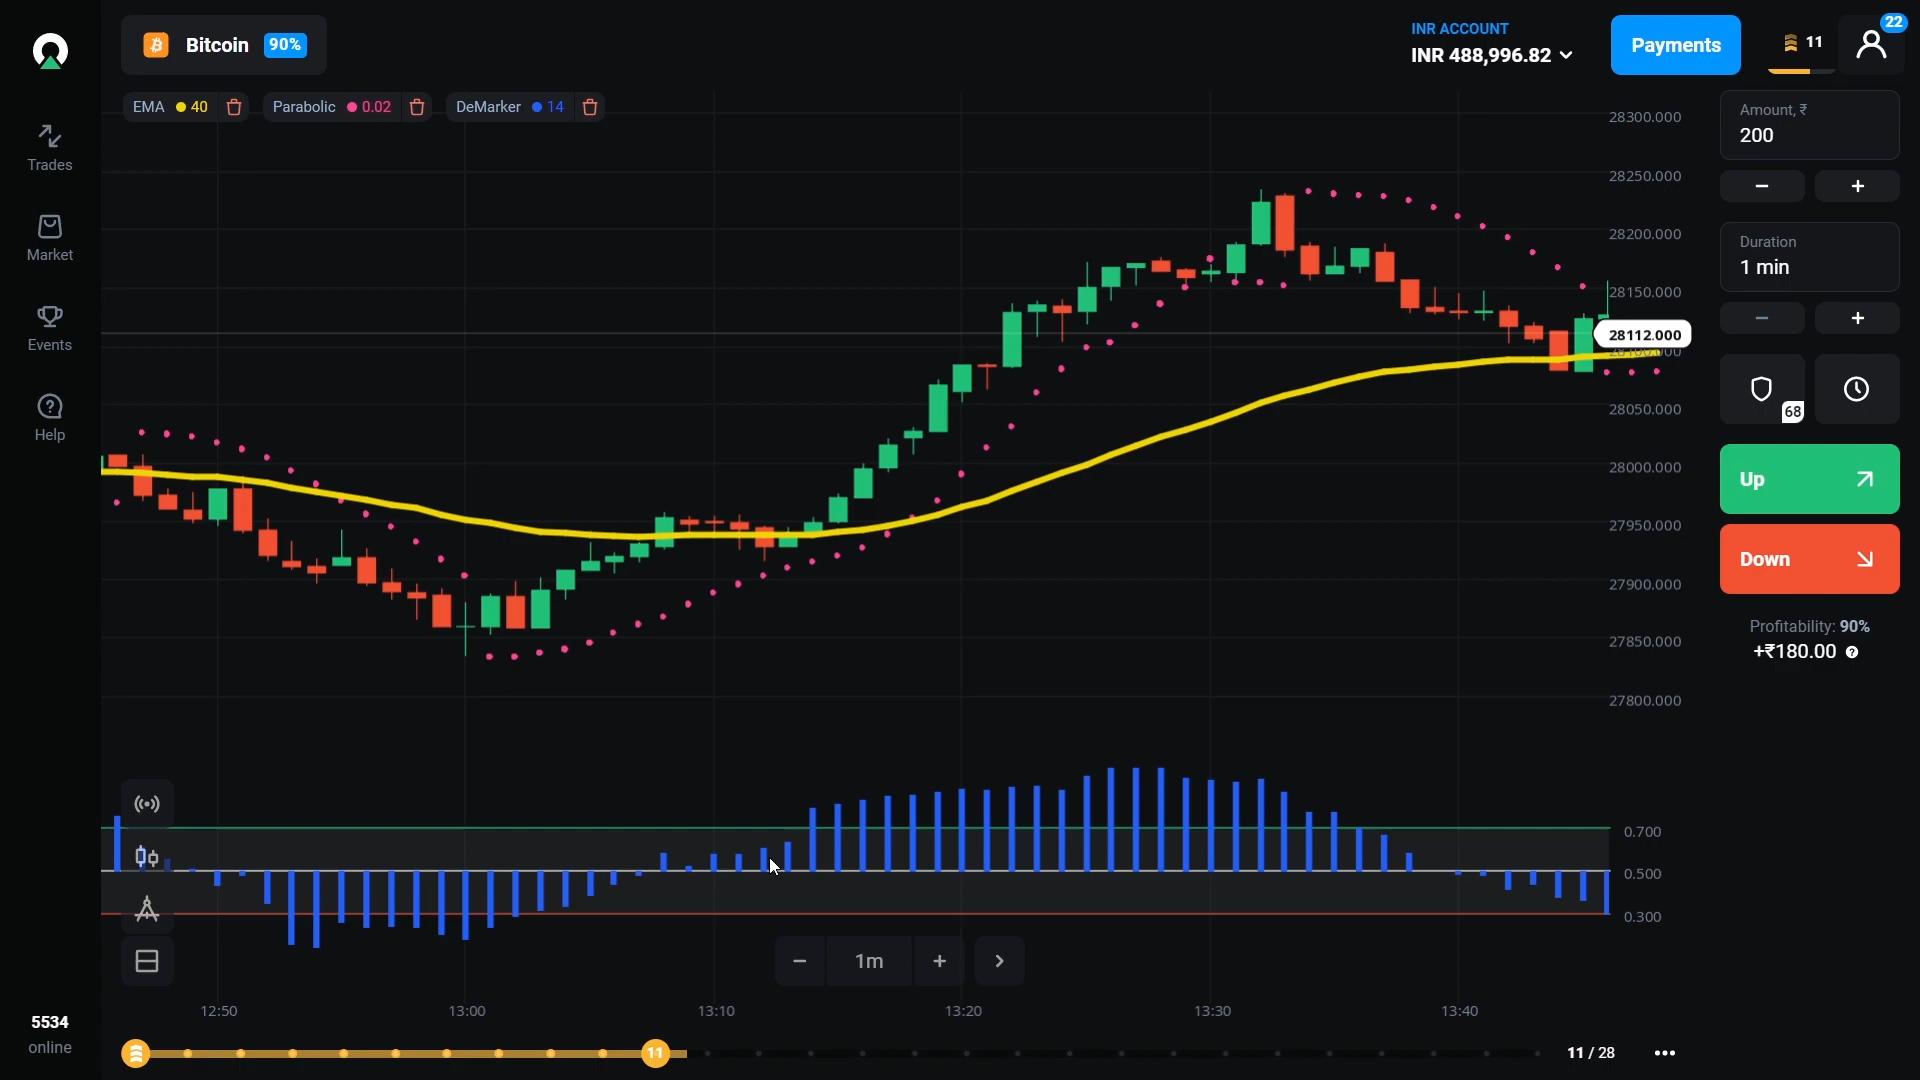 Bitcoin 90%
INR ACCOUNT
INR 488,996.82
Payments
11
22
EMA 40
Parabolic 0.02
DeMarker 14
Trades
Market
Events
Help
5534
online
28300.000
28250.000
28200.000
28150.000
28112.000
28100.000
28050.000
28000.000
27950.000
27900.000
27850.000
27800.000
0.700
0.500
0.300
1m
12:50
13:00
13:10
13:20
13:30
13:40
11
11 / 28
Amount, ₹
200
Duration
1 min
68
Up
Down
Profitability: 90%
+₹180.00